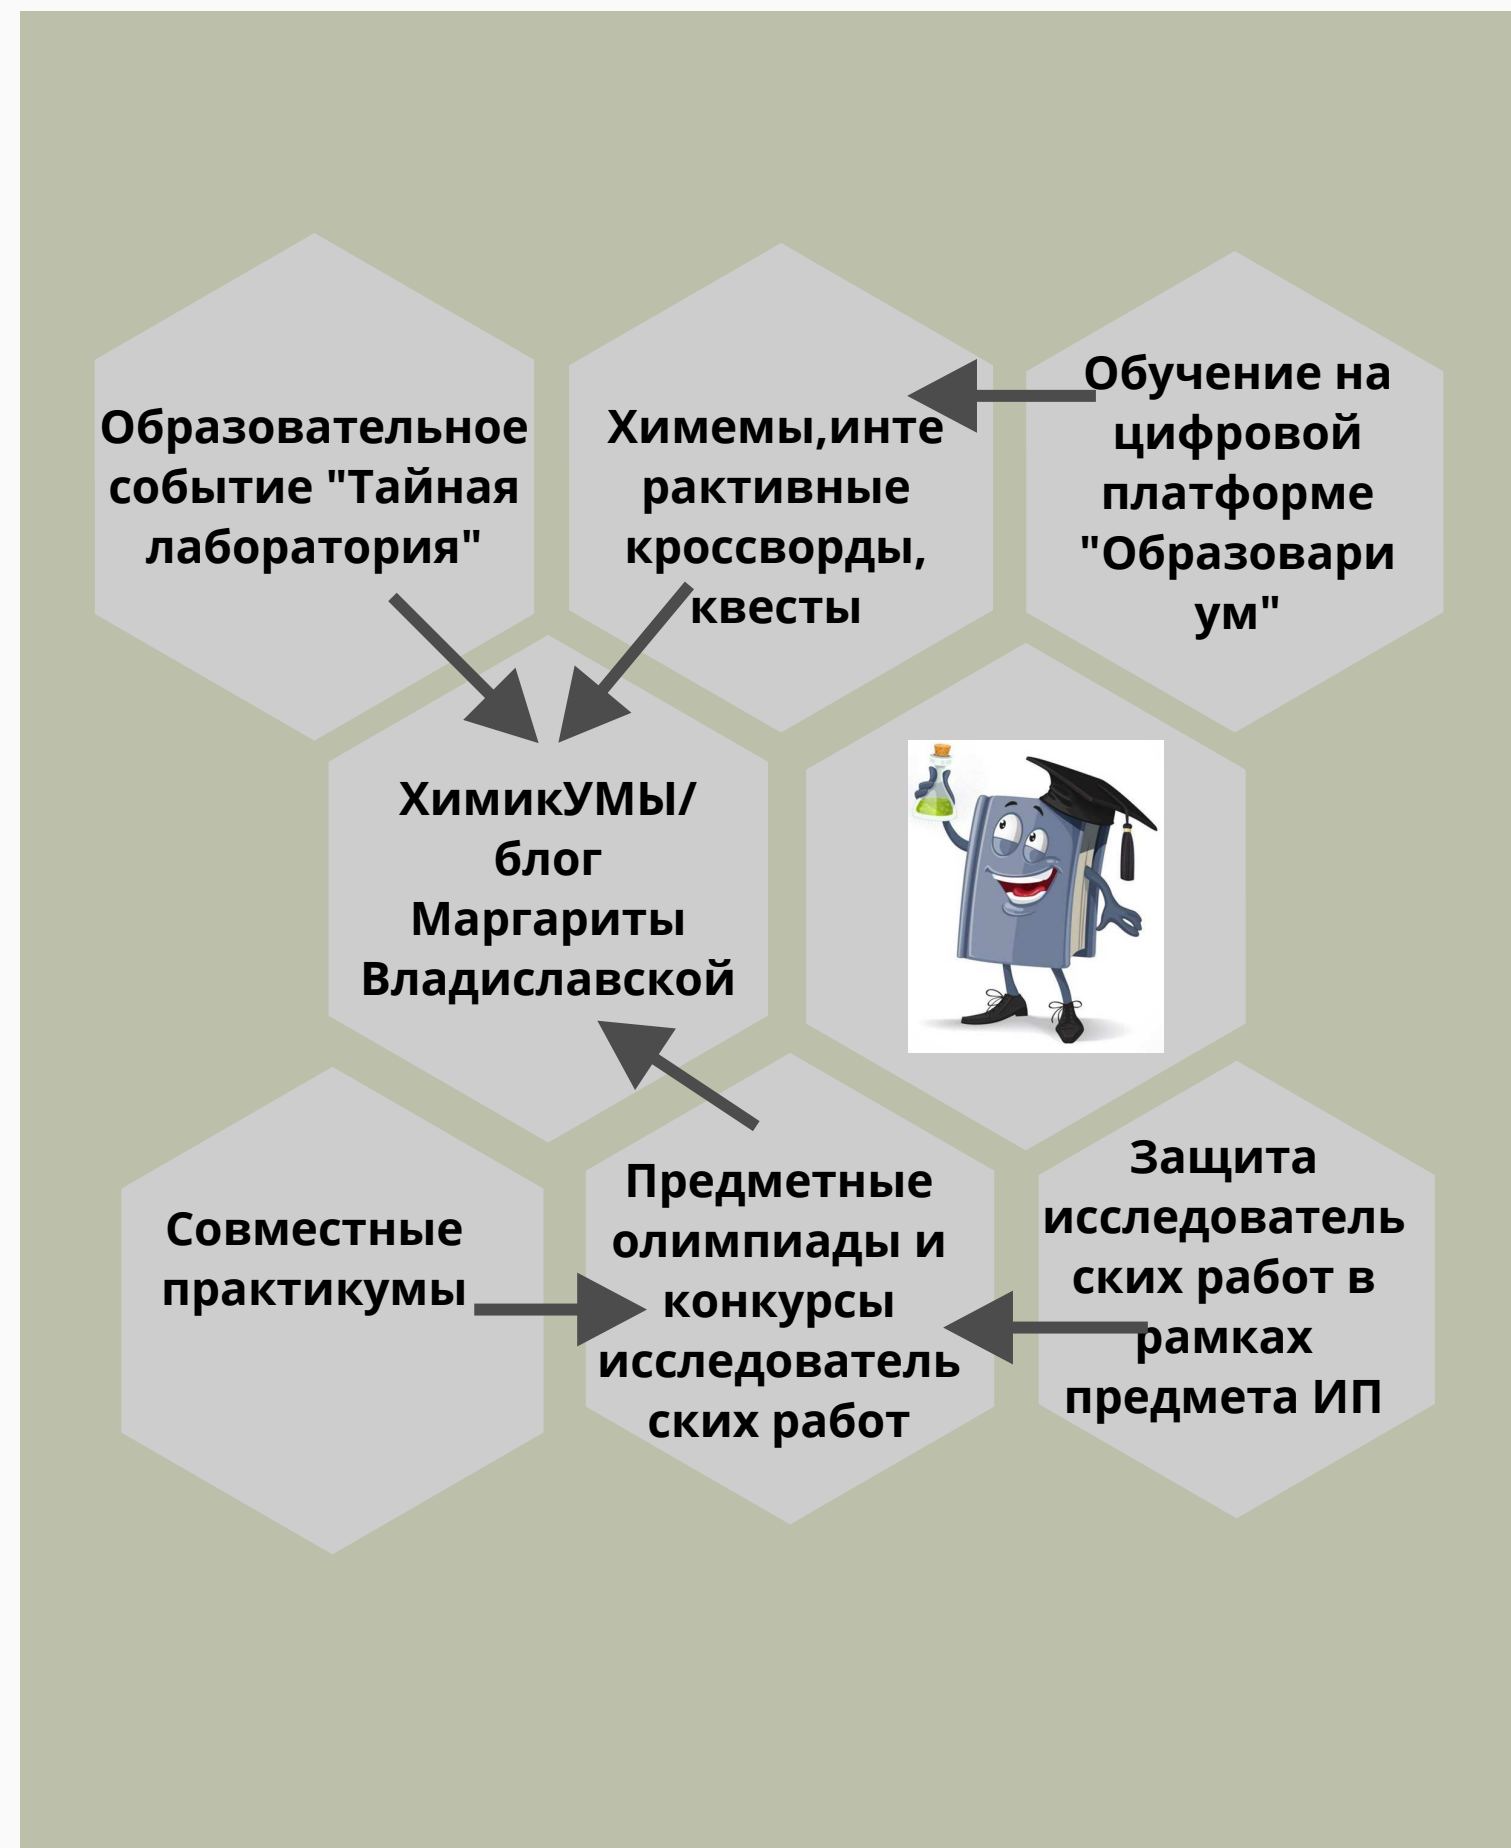 Образовательное
событие "Тайная
лаборатория"
Химемы,инте
рактивные
кроссворды,
квесты
Обучение на
цифровой
платформе
"Образовари
ум"
ХимикУМЫ/
блог
Маргариты
Владиславской
Совместные
практикумы
Предметные
олимпиады и
конкурсы
исследователь
ских работ
Защита
исследователь
ских работ в
рамках
предмета ИП